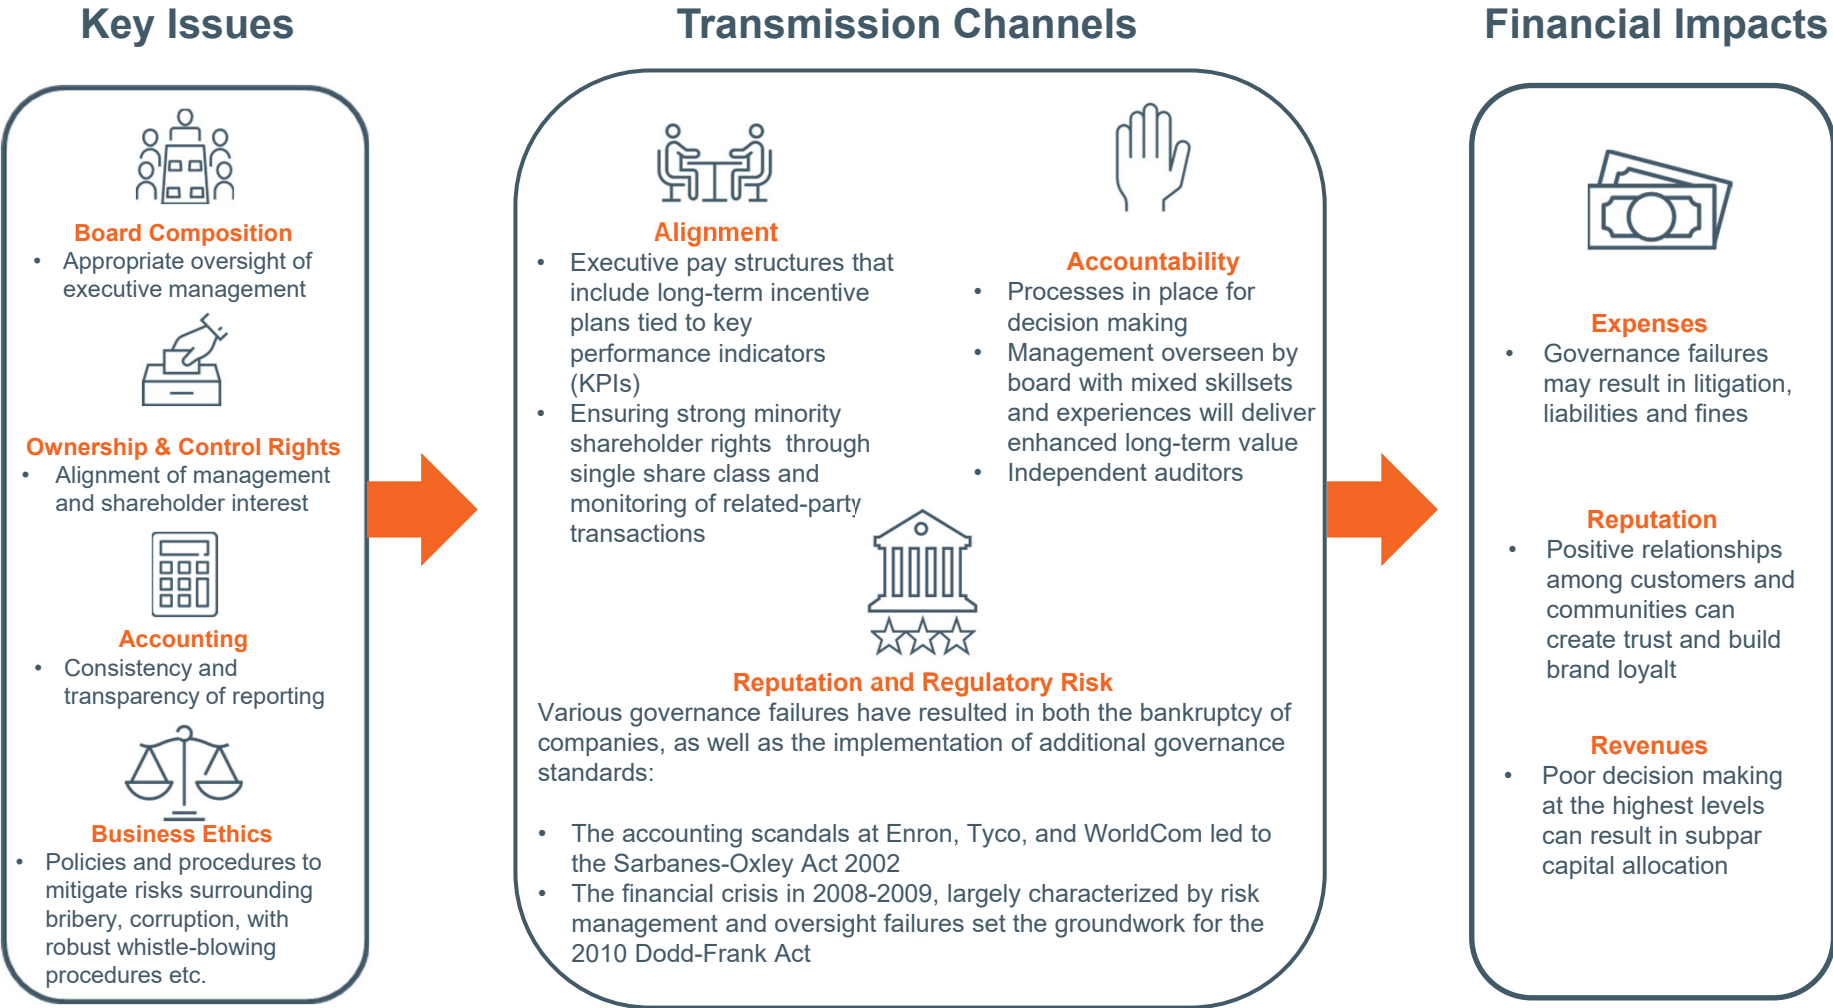 Key Issues
Board Composition
• Appropriate oversight of
executive management
Ownership & Control Rights
• Alignment of management
and shareholder interest
Accounting
• Consistency and
transparency of reporting
Business Ethics
• Policies and procedures to
mitigate risks surrounding
bribery, corruption, with
robust whistle-blowing
procedures etc.
Transmission Channels
Alignment
• Executive pay structures that
include long-term incentive
plans tied to key
performance indicators
(KPIs)
• Ensuring strong minority
shareholder rights through
single share class and
monitoring of related-party
transactions
Accountability
• Processes in place for
decision making
• Management overseen by
board with mixed skillsets
and experiences will deliver
enhanced long-term value
• Independent auditors
Reputation and Regulatory Risk
Various governance failures have resulted in both the bankruptcy of
companies, as well as the implementation of additional governance
standards:
• The accounting scandals at Enron, Tyco, and WorldCom led to
the Sarbanes-Oxley Act 2002
• The financial crisis in 2008-2009, largely characterized by risk
management and oversight failures set the groundwork for the
2010 Dodd-Frank Act
Financial Impacts
Expenses
• Governance failures
may result in litigation,
liabilities and fines
Reputation
• Positive relationships
among customers and
communities can
create trust and build
brand loyalt
Revenues
• Poor decision making
at the highest levels
can result in subpar
capital allocation